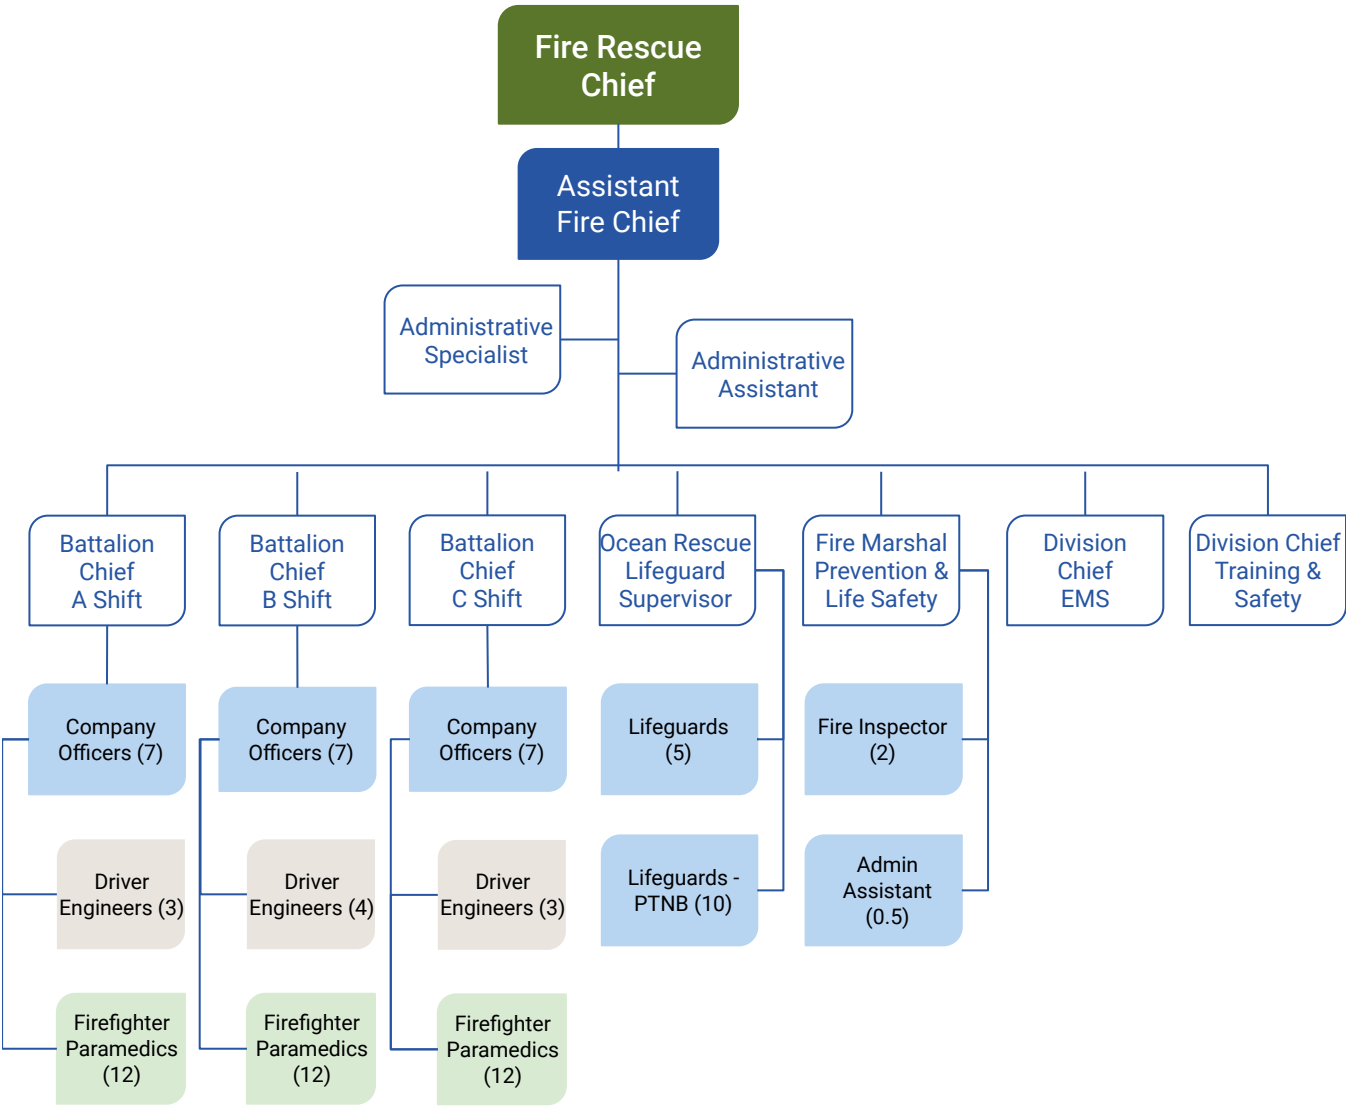 Fire Rescue
Chief
Assistant
Fire Chief
Administrative
Specialist
Administrative
Assistant
Battalion
Chief
A Shift
Battalion
Chief
B Shift
Battalion
Chief
C Shift
Ocean Rescue
Lifeguard
Supervisor
Fire Marshal
Prevention &
Life Safety
Division
Chief
EMS
Division Chief
Training &
Safety
Company
Officers (7)
Company
Officers (7)
Company
Officers (7)
Lifeguards
(5)
Fire Inspector
(2)
Driver
Engineers (3)
Driver
Engineers (4)
Driver
Engineers (3)
Lifeguards -
PTNB (10)
Admin
Assistant
(0.5)
Firefighter
Paramedics
(12)
Firefighter
Paramedics
(12)
Firefighter
Paramedics
(12)